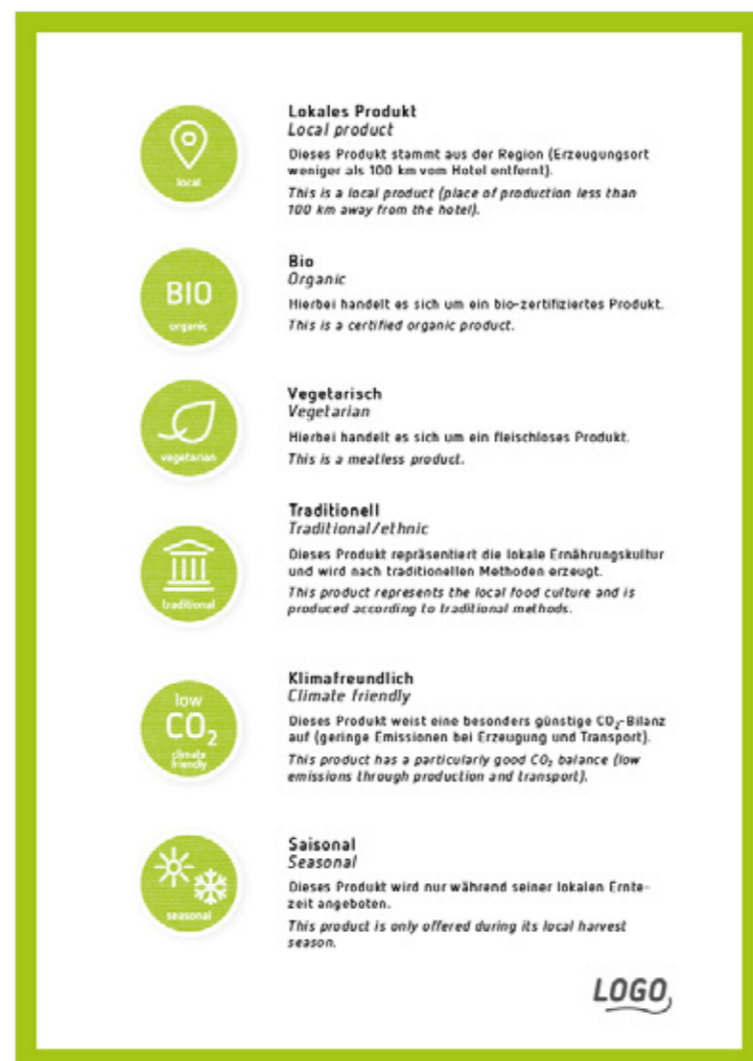 local
Lokales Produkt
Local product
Dieses Produkt stammt aus der Region (Erzeugungsort
weniger als 100 km vom Hotel entfernt).
This is a local product (place of production less than
100 km away from the hotel).
BIO
organic
Bio
Organic
Hierbei handelt es sich um ein bio-zertifiziertes Produkt.
This is a certified organic product.
vegetarian
Vegetarisch
Vegetarian
Hierbei handelt es sich um ein fleischloses Produkt.
This is a meatless product.
traditional
Traditionell
Traditional/ethnic
Dieses Produkt repräsentiert die lokale Ernährungskultur
und wird nach traditionellen Methoden erzeugt.
This product represents the local food culture and is
produced according to traditional methods.
low
CO₂
climate
friendly
Klimafreundlich
Climate friendly
Dieses Produkt weist eine besonders günstige CO₂-Bilanz
auf (geringe Emissionen bei Erzeugung und Transport).
This product has a particularly good CO₂ balance (low
emissions through production and transport).
seasonal
Saisonal
Seasonal
Dieses Produkt wird nur während seiner lokalen Ernte-
zeit angeboten.
This product is only offered during its local harvest
season.
LOGO